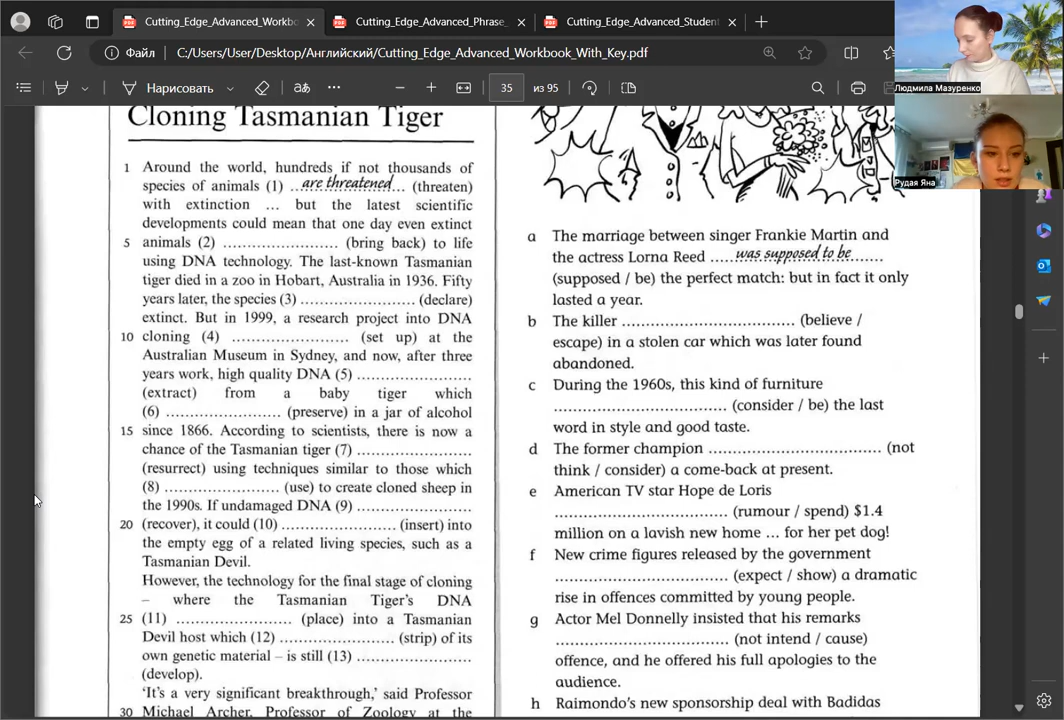 Cutting_Edge_Advanced_Workbo
Cutting_Edge_Advanced_Phrase_
Cutting_Edge_Advanced_Student
Файл
C:/Users/User/Desktop/Английский/Cutting_Edge_Advanced_Workbook_With_Key.pdf
Нарисовать
aあ
35
из 95
Людмила Мазуренко
Рудая Яна
Cloning Tasmanian Tiger
1 Around the world, hundreds if not thousands of
species of animals (1) ...are threatened... (threaten)
with extinction ... but the latest scientific
developments could mean that one day even extinct
5 animals (2) ........................ (bring back) to life
using DNA technology. The last-known Tasmanian
tiger died in a zoo in Hobart, Australia in 1936. Fifty
years later, the species (3) ........................ (declare)
extinct. But in 1999, a research project into DNA
10 cloning (4) ........................ (set up) at the
Australian Museum in Sydney, and now, after three
years work, high quality DNA (5) ........................
(extract) from a baby tiger which
(6) ........................ (preserve) in a jar of alcohol
15 since 1866. According to scientists, there is now a
chance of the Tasmanian tiger (7) ........................
(resurrect) using techniques similar to those which
(8) ........................ (use) to create cloned sheep in
the 1990s. If undamaged DNA (9) ........................
20 (recover), it could (10) ........................ (insert) into
the empty egg of a related living species, such as a
Tasmanian Devil.
However, the technology for the final stage of cloning
– where the Tasmanian Tiger's DNA
25 (11) ........................ (place) into a Tasmanian
Devil host which (12) ........................ (strip) of its
own genetic material – is still (13) ........................
(develop).
'It's a very significant breakthrough,' said Professor
30 Michael Archer, Professor of Zoology at the
a The marriage between singer Frankie Martin and
the actress Lorna Reed .....was supposed to be......
(supposed / be) the perfect match: but in fact it only
lasted a year.
b The killer .................................... (believe /
escape) in a stolen car which was later found
abandoned.
c During the 1960s, this kind of furniture
.................................... (consider / be) the last
word in style and good taste.
d The former champion .................................... (not
think / consider) a come-back at present.
e American TV star Hope de Loris
.................................... (rumour / spend) $1.4
million on a lavish new home ... for her pet dog!
f New crime figures released by the government
.................................... (expect / show) a dramatic
rise in offences committed by young people.
g Actor Mel Donnelly insisted that his remarks
.................................... (not intend / cause)
offence, and he offered his full apologies to the
audience.
h Raimondo's new sponsorship deal with Badidas